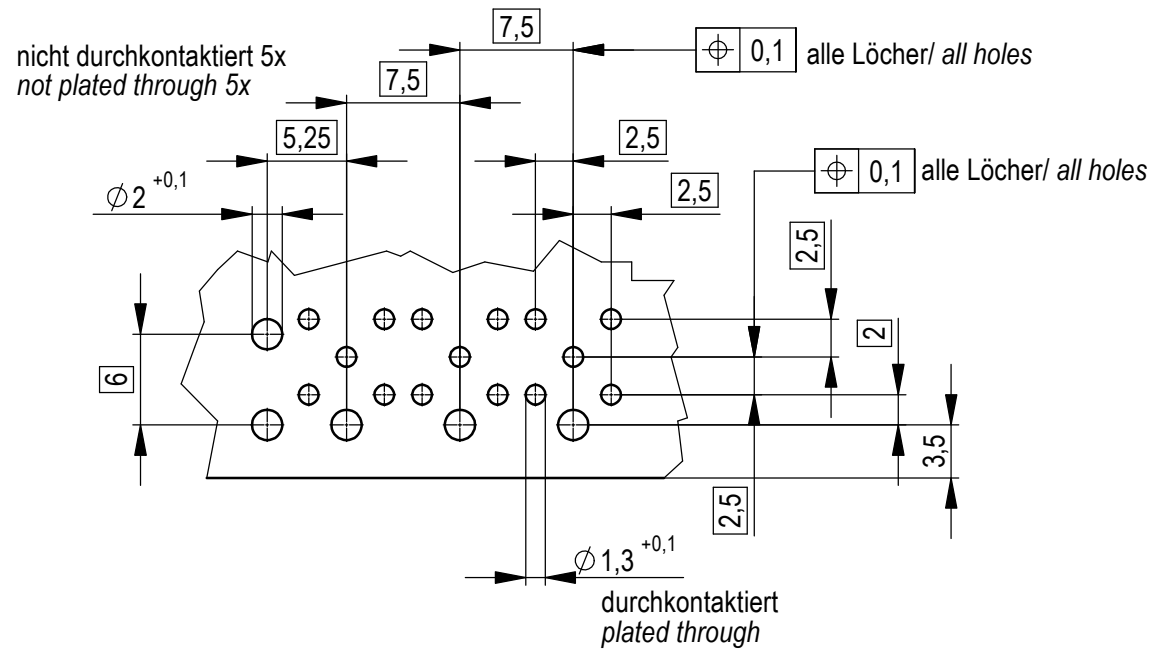 7,5
0,1 alle Löcher/ all holes
nicht durchkontaktiert 5x
not plated through 5x
7,5
5,25
2,5
0,1 alle Löcher/ all holes
∅2 +0,1
2,5
2,5
2
6
3,5
2,5
∅1,3 +0,1
durchkontaktiert
plated through